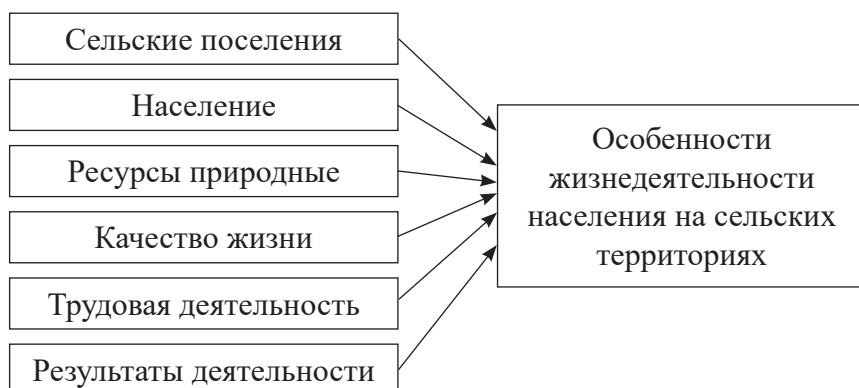 Сельские поселения
Население
Ресурсы природные
Качество жизни
Трудовая деятельность
Результаты деятельности
Особенности
жизнедеятельности
населения на сельских
территориях